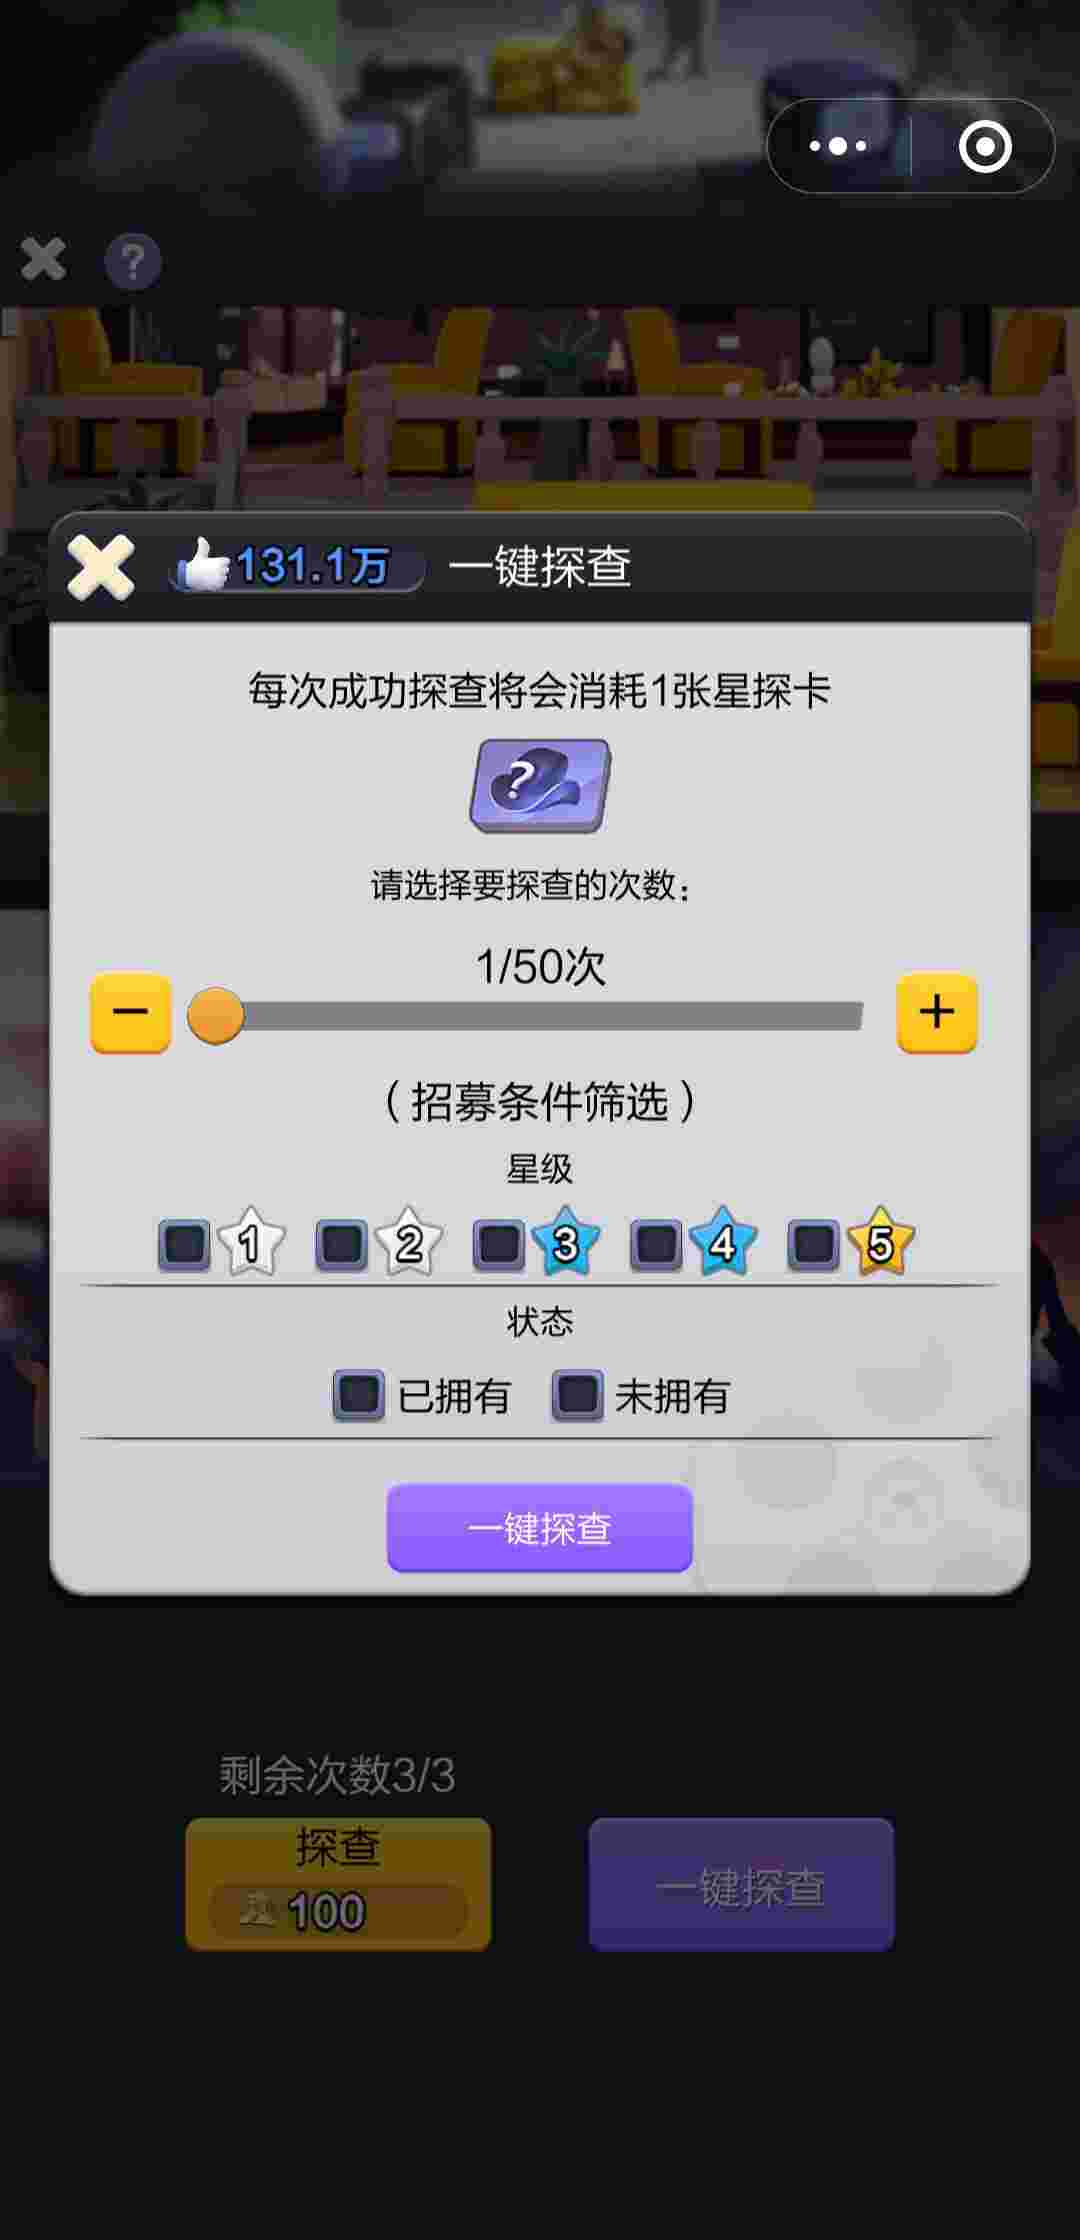 ?
131.1万 一键探查
每次成功探查将会消耗1张星探卡
?
请选择要探查的次数:
1/50次
− +
(招募条件筛选)
星级
1 2 3 4 5
状态
已拥有 未拥有
一键探查
剩余次数3/3
探查
100
一键探查